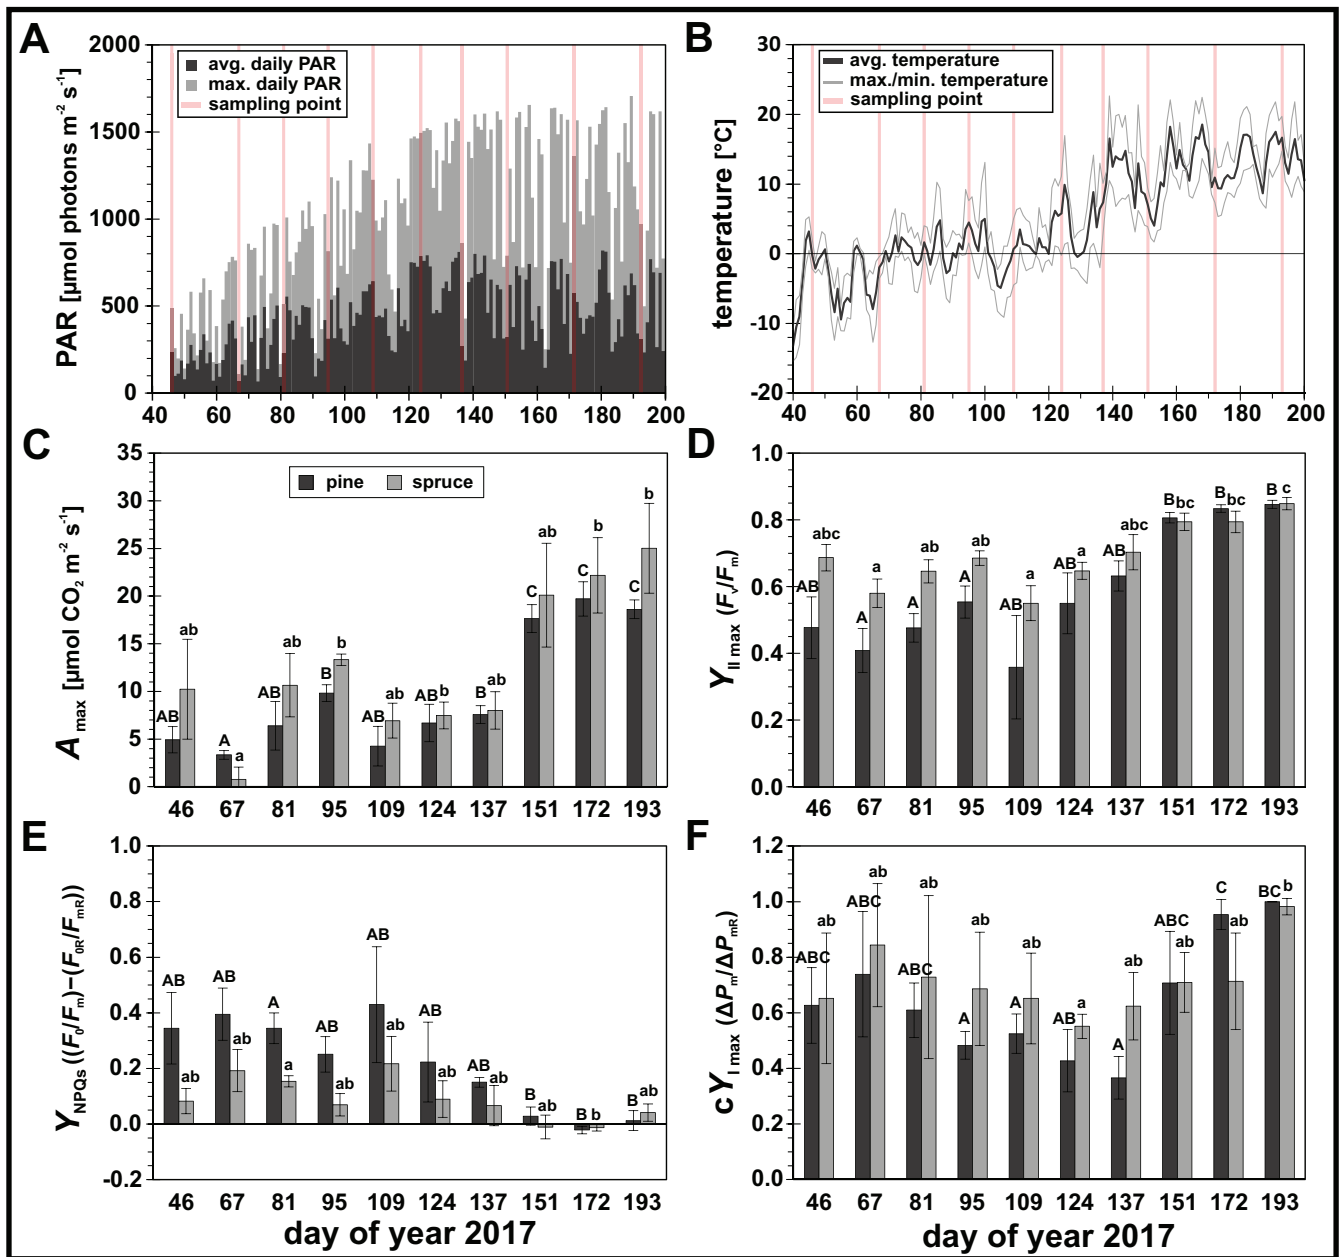 A
PAR [µmol photons m⁻² s⁻¹]
2000
1500
1000
500
0
avg. daily PAR
max. daily PAR
sampling point
40 60 80 100 120 140 160 180 200
B
temperature [°C]
30
20
10
0
-10
-20
avg. temperature
max./min. temperature
sampling point
40 60 80 100 120 140 160 180 200
C
A max [µmol CO₂ m⁻² s⁻¹]
35
30
25
20
15
10
5
0
pine spruce
AB ab A a AB ab B b AB ab AB b B ab C ab C b C b
46 67 81 95 109 124 137 151 172 193
D
Y II max (Fv/Fm)
1.0
0.8
0.6
0.4
0.2
0.0
AB abc A a A ab A ab AB a AB a AB abc B bc B bc B c
46 67 81 95 109 124 137 151 172 193
E
Y NPQs ((F₀/Fm)−(F₀R/FmR))
1.0
0.8
0.6
0.4
0.2
0.0
-0.2
AB ab AB ab A a AB ab AB ab AB ab AB ab B ab B b B ab
46 67 81 95 109 124 137 151 172 193
day of year 2017
F
cY I max (ΔPm/ΔPmR)
1.2
1.0
0.8
0.6
0.4
0.2
0.0
ABC ab ABC ab ABC ab A ab A ab AB a A ab ABC ab C ab BC b
46 67 81 95 109 124 137 151 172 193
day of year 2017